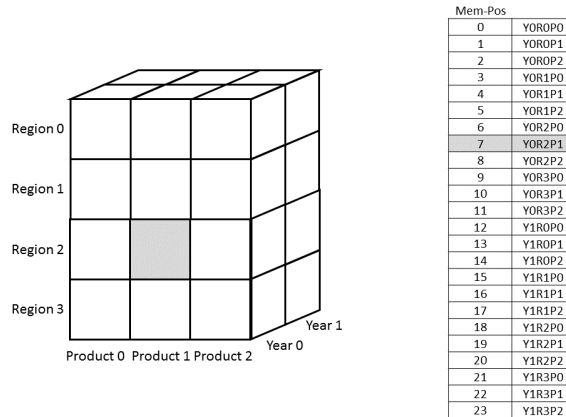 Region 0
Region 1
Region 2
Region 3
Product 0 Product 1 Product 2
Year 0
Year 1
Mem-Pos
0 Y0R0P0
1 Y0R0P1
2 Y0R0P2
3 Y0R1P0
4 Y0R1P1
5 Y0R1P2
6 Y0R2P0
7 Y0R2P1
8 Y0R2P2
9 Y0R3P0
10 Y0R3P1
11 Y0R3P2
12 Y1R0P0
13 Y1R0P1
14 Y1R0P2
15 Y1R1P0
16 Y1R1P1
17 Y1R1P2
18 Y1R2P0
19 Y1R2P1
20 Y1R2P2
21 Y1R3P0
22 Y1R3P1
23 Y1R3P2